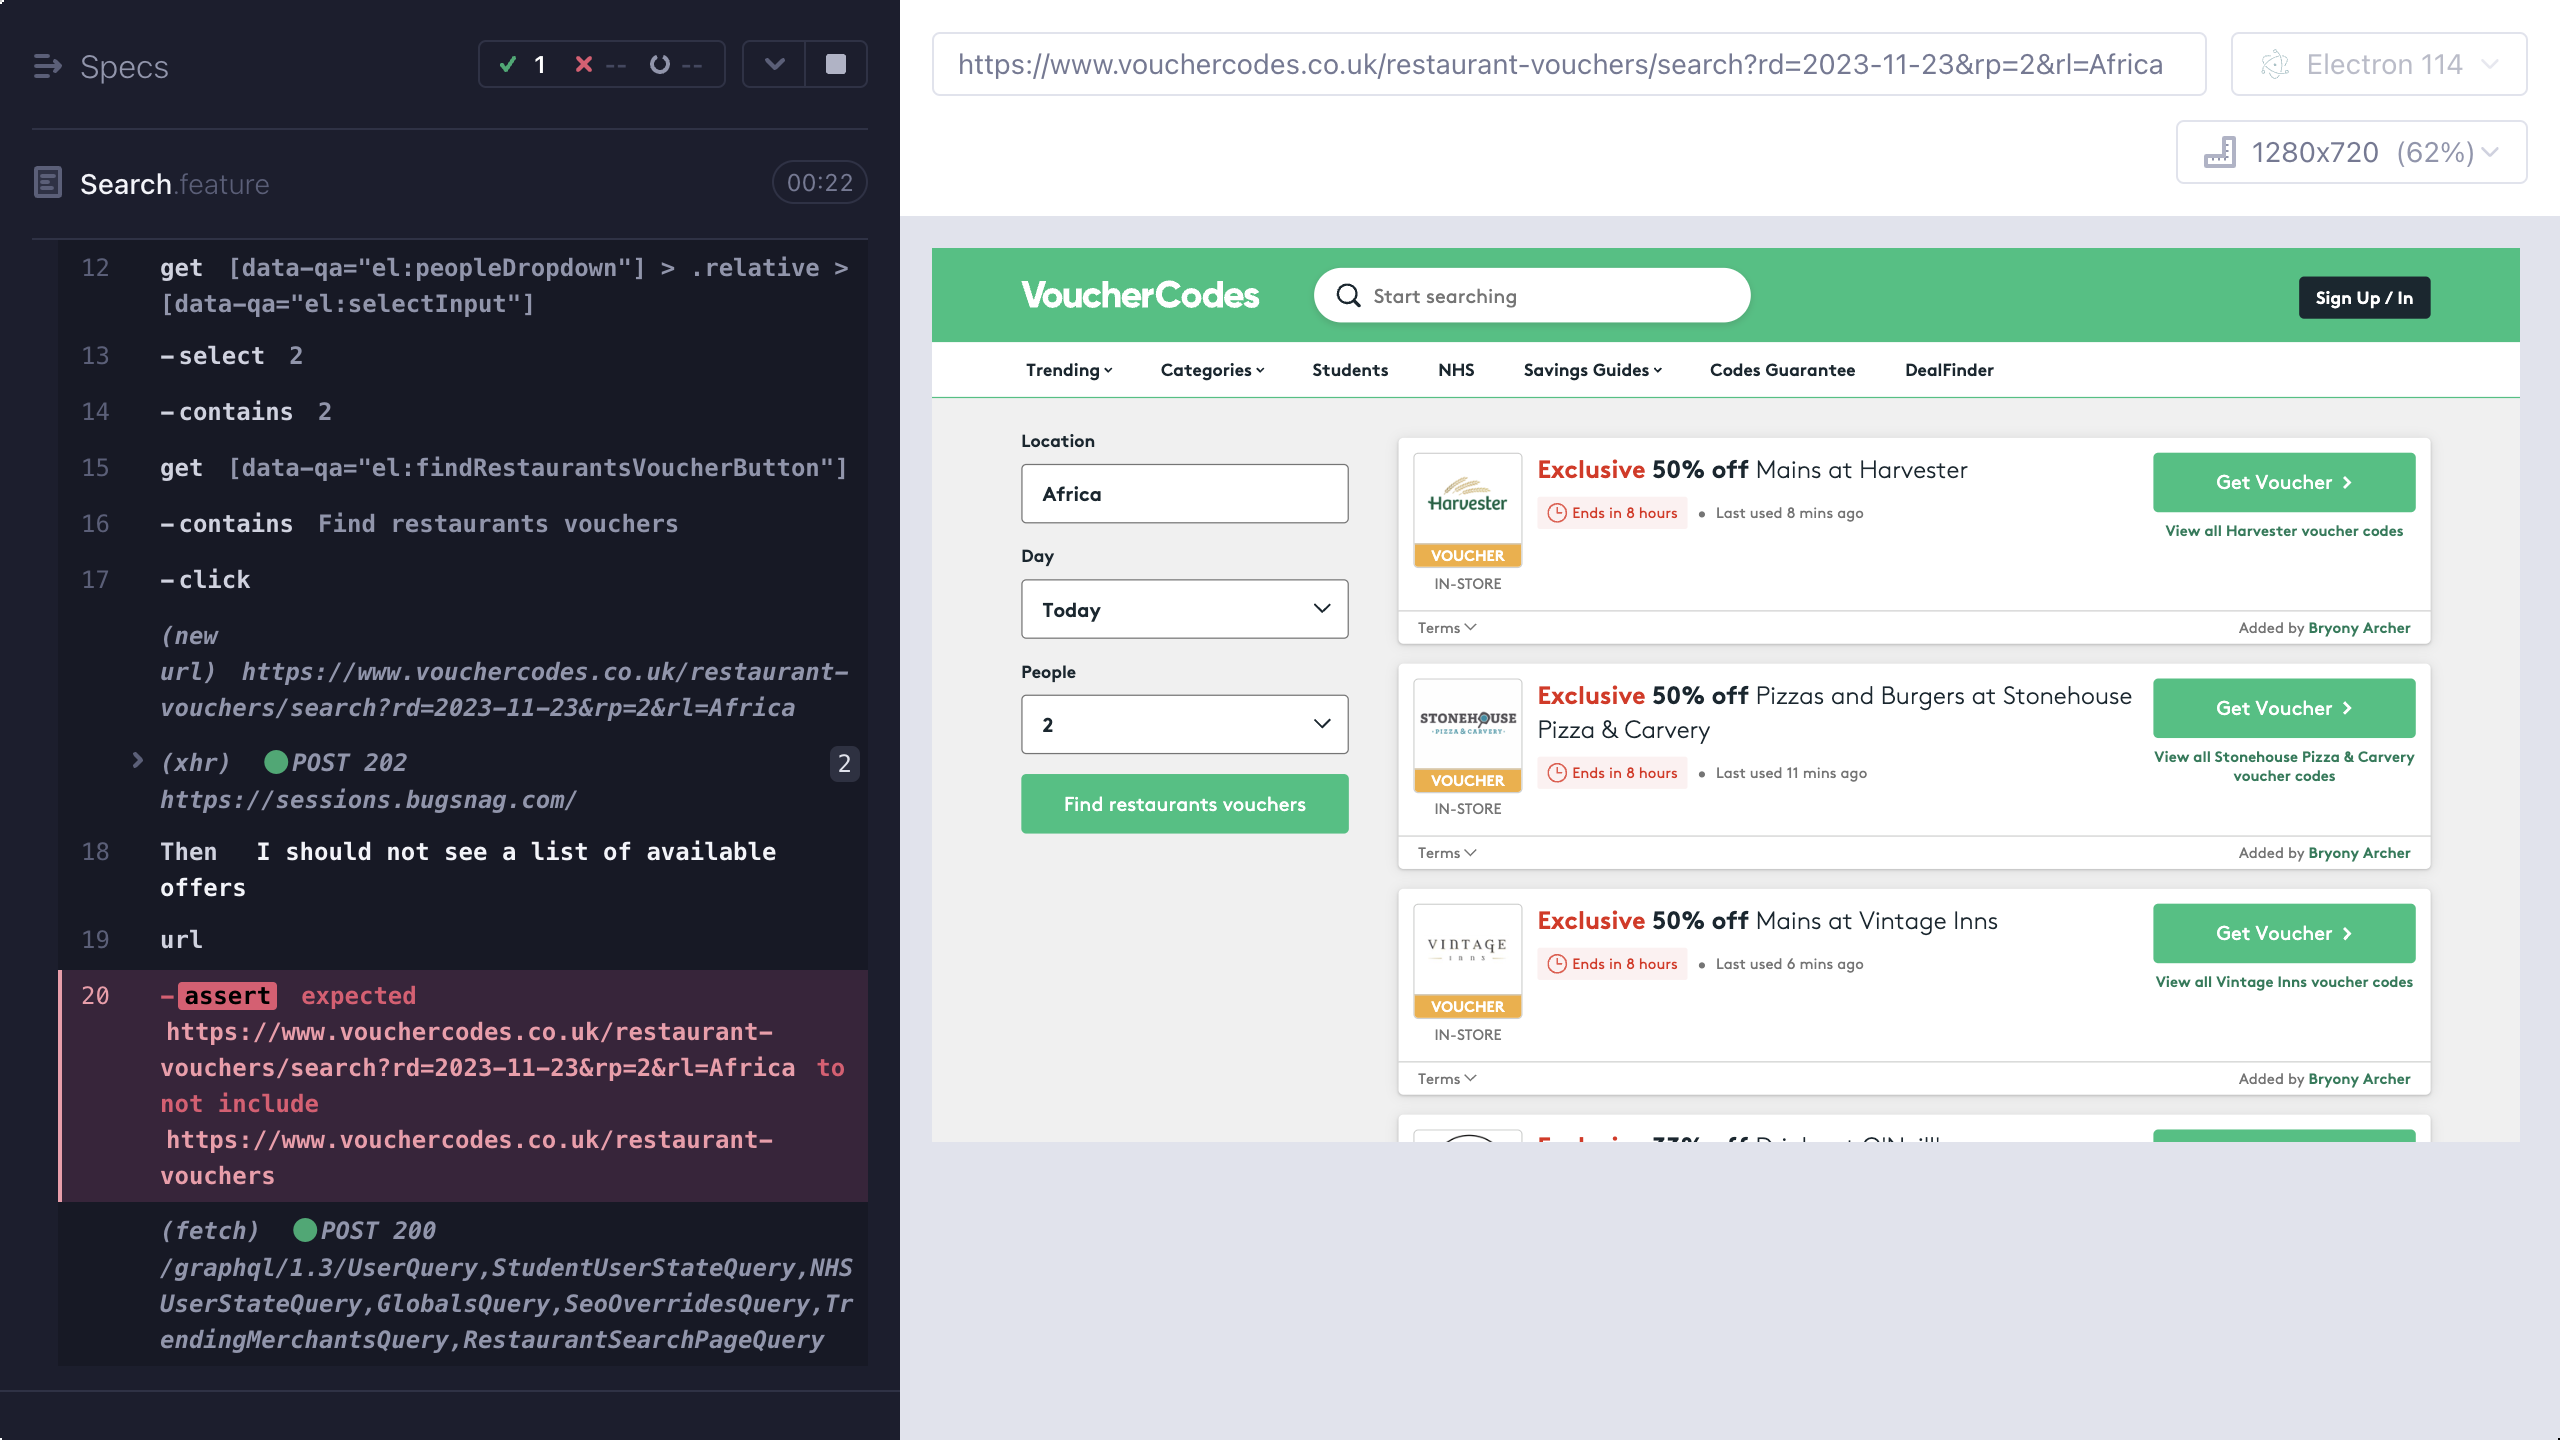 Specs
1 -- --
Search.feature
00:22
12 get [data-qa="el:peopleDropdown"] > .relative >
[data-qa="el:selectInput"]
13 -select 2
14 -contains 2
15 get [data-qa="el:findRestaurantsVoucherButton"]
16 -contains Find restaurants vouchers
17 -click
(new
url) https://www.vouchercodes.co.uk/restaurant-
vouchers/search?rd=2023-11-23&rp=2&rl=Africa
(xhr) POST 202
2
https://sessions.bugsnag.com/
18 Then I should not see a list of available
offers
19 url
20 -assert expected
https://www.vouchercodes.co.uk/restaurant-
vouchers/search?rd=2023-11-23&rp=2&rl=Africa to
not include
https://www.vouchercodes.co.uk/restaurant-
vouchers
(fetch) POST 200
/graphql/1.3/UserQuery,StudentUserStateQuery,NHS
UserStateQuery,GlobalsQuery,SeoOverridesQuery,Tr
endingMerchantsQuery,RestaurantSearchPageQuery
https://www.vouchercodes.co.uk/restaurant-vouchers/search?rd=2023-11-23&rp=2&rl=Africa
Electron 114
1280x720 (62%)
VoucherCodes
Start searching
Sign Up / In
Trending Categories Students NHS Savings Guides Codes Guarantee DealFinder
Location
Africa
Day
Today
People
2
Find restaurants vouchers
Harvester
VOUCHER
IN-STORE
Exclusive 50% off Mains at Harvester
Ends in 8 hours • Last used 8 mins ago
Get Voucher
View all Harvester voucher codes
Terms
Added by Bryony Archer
STONEHOUSE
PIZZA & CARVERY
VOUCHER
IN-STORE
Exclusive 50% off Pizzas and Burgers at Stonehouse
Pizza & Carvery
Ends in 8 hours • Last used 11 mins ago
Get Voucher
View all Stonehouse Pizza & Carvery
voucher codes
Terms
Added by Bryony Archer
VINTAGE
inns
VOUCHER
IN-STORE
Exclusive 50% off Mains at Vintage Inns
Ends in 8 hours • Last used 6 mins ago
Get Voucher
View all Vintage Inns voucher codes
Terms
Added by Bryony Archer
Exclusive 33% off Drinks at O'Neill's